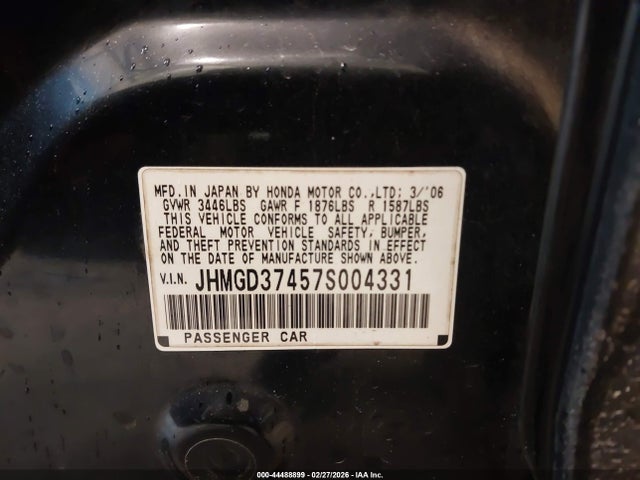 MFD. IN JAPAN BY HONDA MOTOR CO.,LTD: 3/'06
GVWR 3446LBS GAWR F 1876LBS R 1587LBS
THIS VEHICLE CONFORMS TO ALL APPLICABLE
FEDERAL MOTOR VEHICLE SAFETY, BUMPER,
AND THEFT PREVENTION STANDARDS IN EFFECT
ON THE DATE OF MANUFACTURE SHOWN ABOVE.
V.I.N. JHMGD37457S004331
PASSENGER CAR
000-44488899 - 02/27/2026 - IAA Inc.